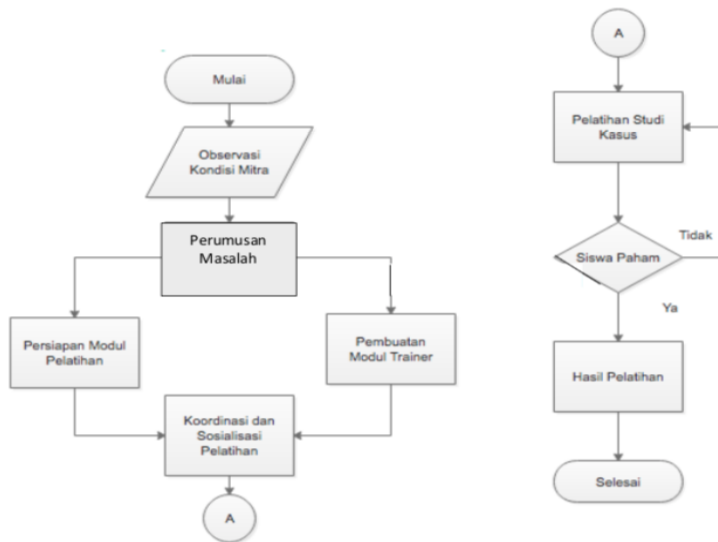 Mulai
Observasi
Kondisi Mitra
Perumusan
Masalah
Persiapan Modul
Pelatihan
Pembuatan
Modul Trainer
Koordinasi dan
Sosialisasi
Pelatihan
A
A
Pelatihan Studi
Kasus
Siswa Paham
Tidak
Ya
Hasil Pelatihan
Selesai